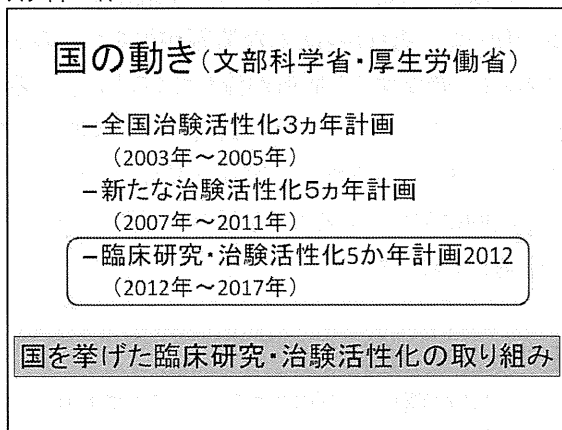 国の動き(文部科学省・厚生労働省)
–全国治験活性化3ヵ年計画
(2003年～2005年)
–新たな治験活性化5ヵ年計画
(2007年～2011年)
–臨床研究・治験活性化5か年計画2012
(2012年～2017年)
国を挙げた臨床研究・治験活性化の取り組み